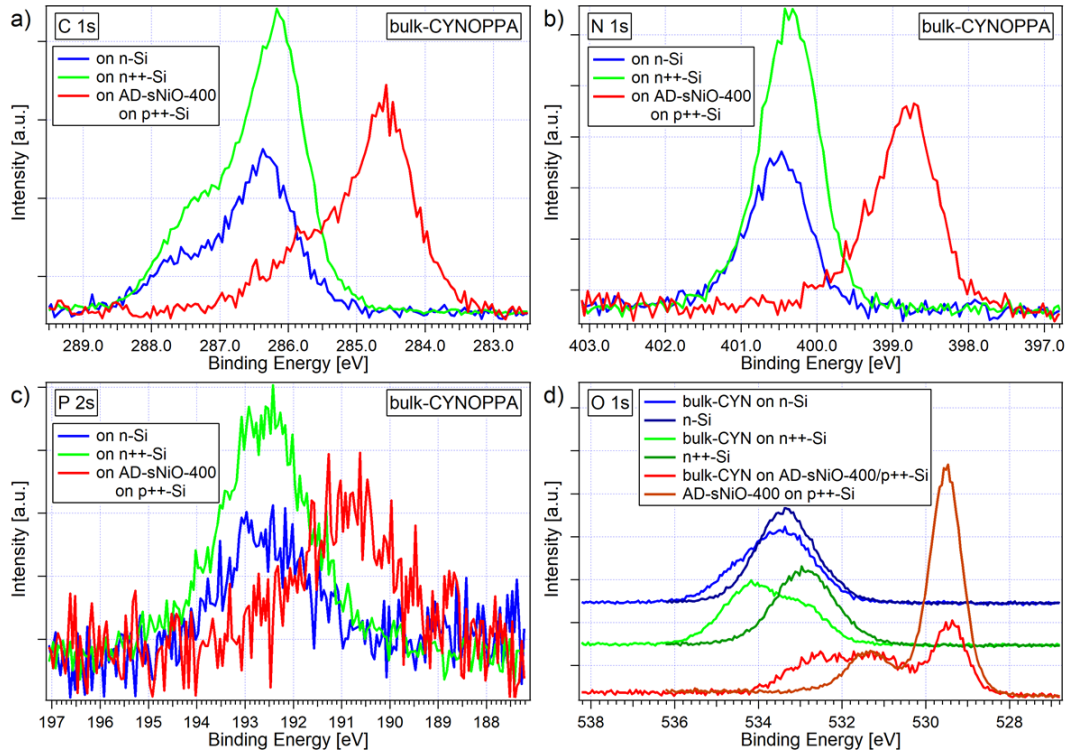 a)
C 1s
bulk-CYNOPPA
on n-Si
on n++-Si
on AD-sNiO-400
on p++-Si
Intensity [a.u.]
289.0 288.0 287.0 286.0 285.0 284.0 283.0
Binding Energy [eV]
b)
N 1s
bulk-CYNOPPA
on n-Si
on n++-Si
on AD-sNiO-400
on p++-Si
Intensity [a.u.]
403.0 402.0 401.0 400.0 399.0 398.0 397.0
Binding Energy [eV]
c)
P 2s
bulk-CYNOPPA
on n-Si
on n++-Si
on AD-sNiO-400
on p++-Si
Intensity [a.u.]
197 196 195 194 193 192 191 190 189 188
Binding Energy [eV]
d)
O 1s
bulk-CYN on n-Si
n-Si
bulk-CYN on n++-Si
n++-Si
bulk-CYN on AD-sNiO-400/p++-Si
AD-sNiO-400 on p++-Si
Intensity [a.u.]
538 536 534 532 530 528
Binding Energy [eV]